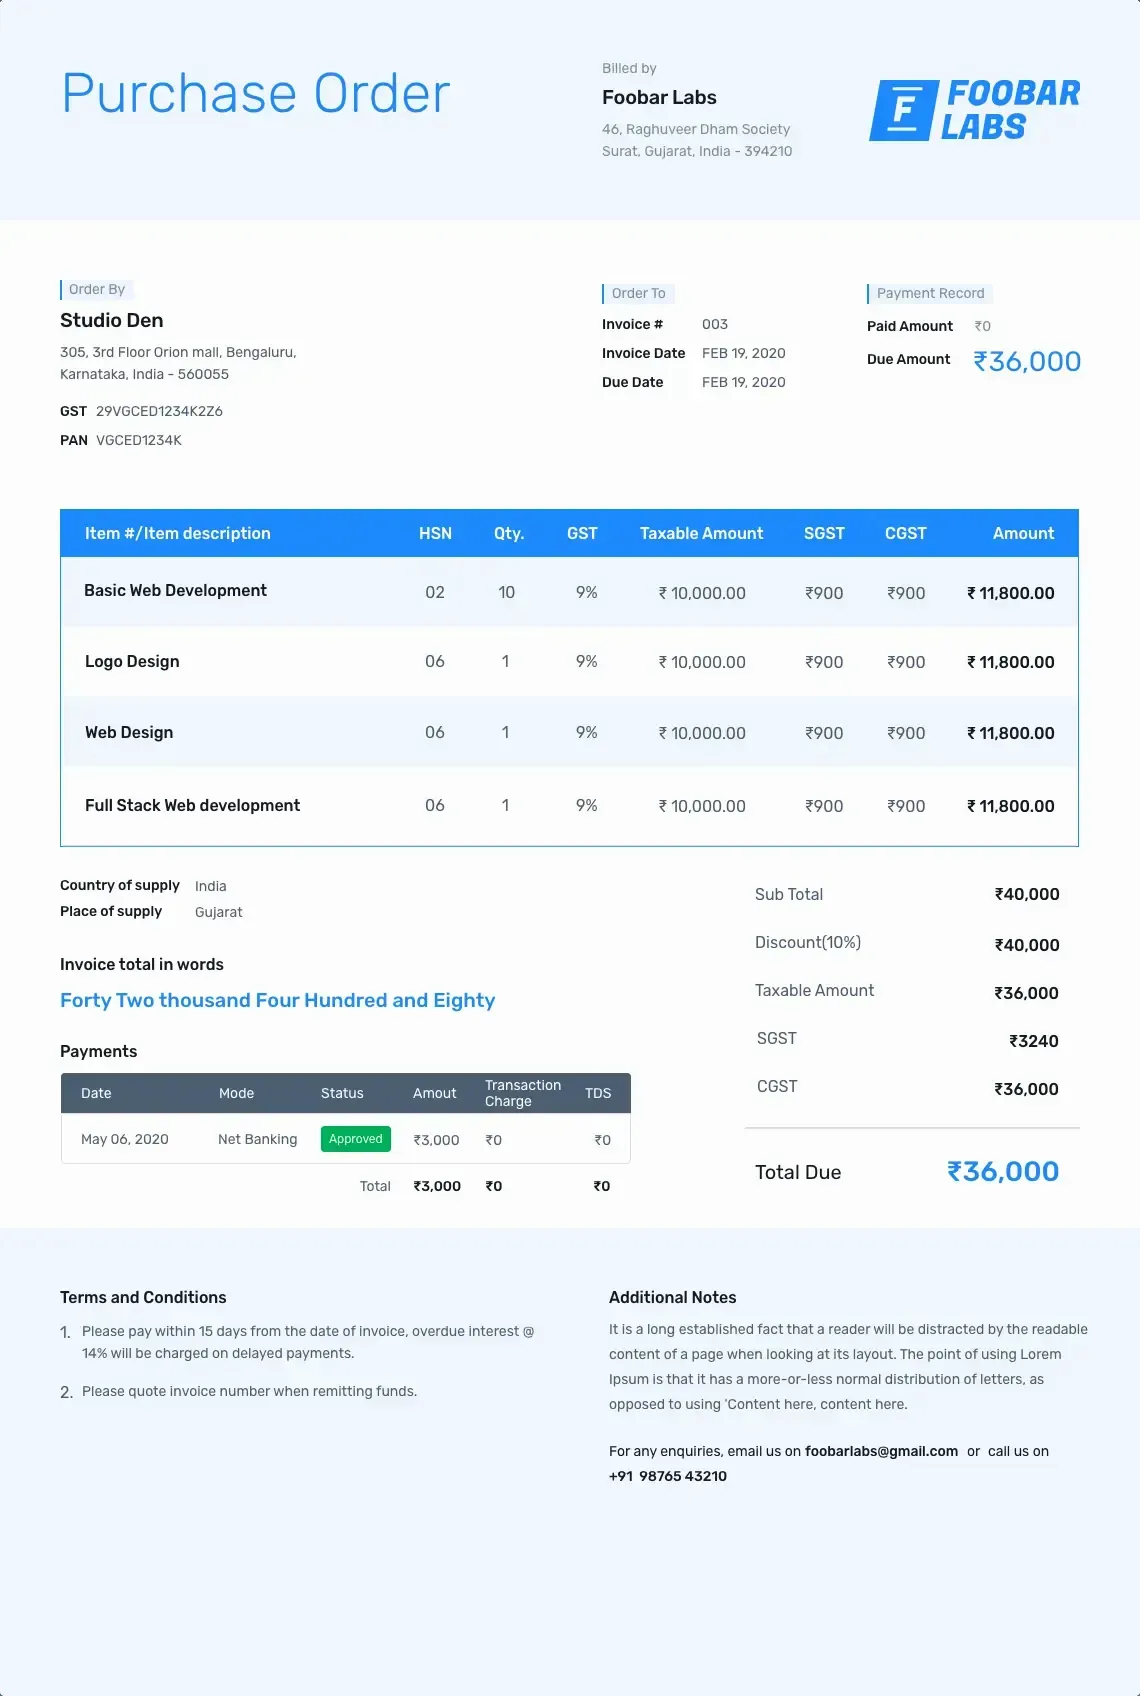 Purchase Order
Billed by
Foobar Labs
46, Raghuveer Dham Society
Surat, Gujarat, India - 394210
F
FOOBAR
LABS
Order By
Studio Den
305, 3rd Floor Orion mall, Bengaluru,
Karnataka, India - 560055
GST 29VGCED1234K2Z6
PAN VGCED1234K
Order To
Invoice # 003
Invoice Date FEB 19, 2020
Due Date FEB 19, 2020
Payment Record
Paid Amount ₹0
Due Amount ₹36,000
Item #/Item description HSN Qty. GST Taxable Amount SGST CGST Amount
Basic Web Development 02 10 9% ₹ 10,000.00 ₹900 ₹900 ₹ 11,800.00
Logo Design 06 1 9% ₹ 10,000.00 ₹900 ₹900 ₹ 11,800.00
Web Design 06 1 9% ₹ 10,000.00 ₹900 ₹900 ₹ 11,800.00
Full Stack Web development 06 1 9% ₹ 10,000.00 ₹900 ₹900 ₹ 11,800.00
Country of supply India
Place of supply Gujarat
Invoice total in words
Forty Two thousand Four Hundred and Eighty
Payments
Date Mode Status Amout Transaction Charge TDS
May 06, 2020 Net Banking Approved ₹3,000 ₹0 ₹0
Total ₹3,000 ₹0 ₹0
Sub Total ₹40,000
Discount(10%) ₹40,000
Taxable Amount ₹36,000
SGST ₹3240
CGST ₹36,000
Total Due ₹36,000
Terms and Conditions
1. Please pay within 15 days from the date of invoice, overdue interest @
14% will be charged on delayed payments.
2. Please quote invoice number when remitting funds.
Additional Notes
It is a long established fact that a reader will be distracted by the readable
content of a page when looking at its layout. The point of using Lorem
Ipsum is that it has a more-or-less normal distribution of letters, as
opposed to using 'Content here, content here.
For any enquiries, email us on foobarlabs@gmail.com or call us on
+91 98765 43210